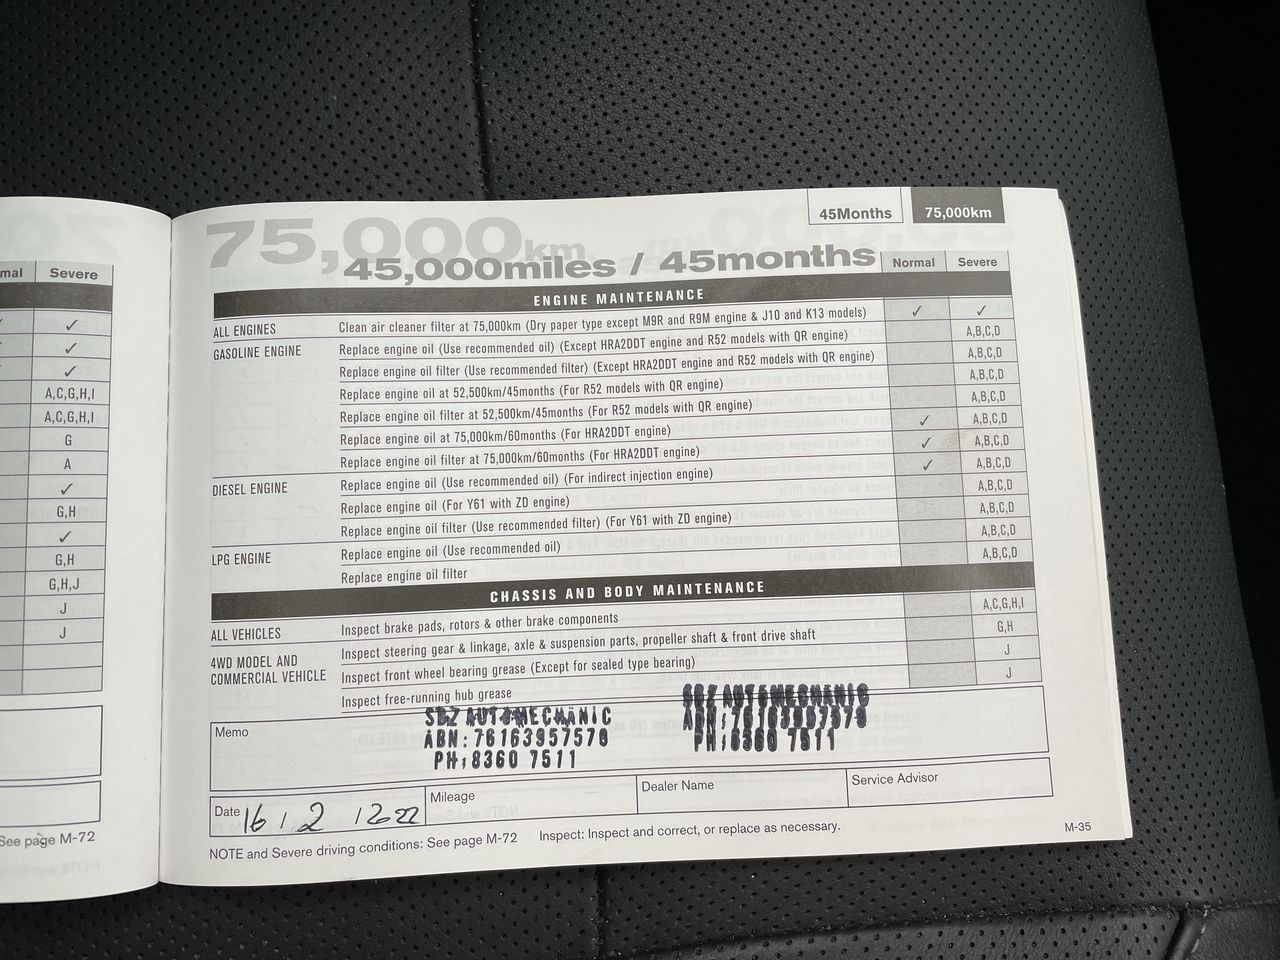 45Months 75,000km
75,000km
45,000miles / 45months
Normal Severe
ENGINE MAINTENANCE
ALL ENGINES Clean air cleaner filter at 75,000km (Dry paper type except M9R and R9M engine & J10 and K13 models) ✓ ✓
GASOLINE ENGINE Replace engine oil (Use recommended oil) (Except HRA2DDT engine and R52 models with QR engine) A,B,C,D
Replace engine oil filter (Use recommended filter) (Except HRA2DDT engine and R52 models with QR engine) A,B,C,D
Replace engine oil at 52,500km/45months (For R52 models with QR engine) A,B,C,D
Replace engine oil filter at 52,500km/45months (For R52 models with QR engine) A,B,C,D
Replace engine oil at 75,000km/60months (For HRA2DDT engine) ✓ A,B,C,D
Replace engine oil filter at 75,000km/60months (For HRA2DDT engine) ✓ A,B,C,D
DIESEL ENGINE Replace engine oil (Use recommended oil) (For indirect injection engine) ✓ A,B,C,D
Replace engine oil (For Y61 with ZD engine) A,B,C,D
Replace engine oil filter (Use recommended filter) (For Y61 with ZD engine) A,B,C,D
LPG ENGINE Replace engine oil (Use recommended oil) A,B,C,D
Replace engine oil filter A,B,C,D
CHASSIS AND BODY MAINTENANCE
ALL VEHICLES Inspect brake pads, rotors & other brake components A,C,G,H,I
Inspect steering gear & linkage, axle & suspension parts, propeller shaft & front drive shaft G,H
4WD MODEL AND COMMERCIAL VEHICLE Inspect front wheel bearing grease (Except for sealed type bearing) J
Inspect free-running hub grease J
Memo
SBZ AUTOMECHANIC
ABN:76163957578
PH:8360 7511
SBZ AUTOMECHANIC
ABN:76163957578
PH:8360 7511
Date 16 / 2 / 2022 Mileage Dealer Name Service Advisor
NOTE and Severe driving conditions: See page M-72 Inspect: Inspect and correct, or replace as necessary.
M-35
mal Severe
✓
✓
✓
A,C,G,H,I
A,C,G,H,I
G
A
✓
G,H
✓
G,H
G,H,J
J
J
See page M-72